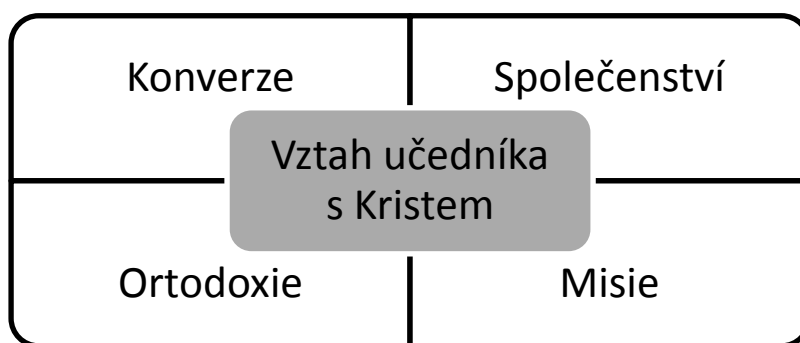 Konverze
Společenství
Vztah učedníka
s Kristem
Ortodoxie
Misie